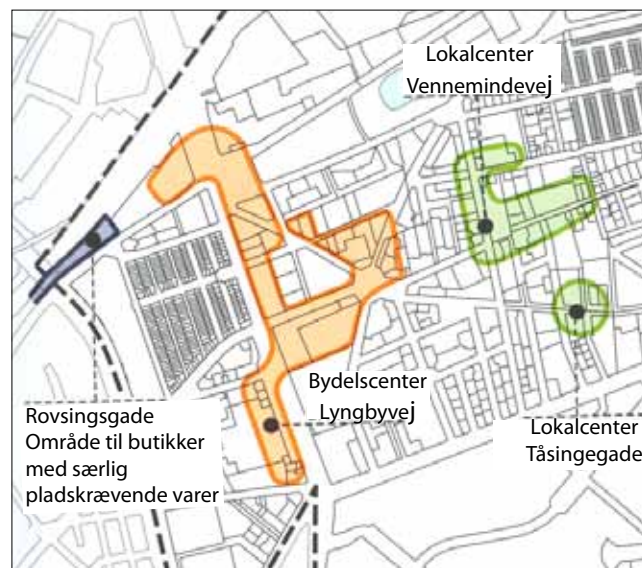 Lokalcenter
Vennemindevej
Bydelscenter
Lyngbyvej
Rovsingsgade
Område til butikker
med særlig
pladskrævende varer
Lokalcenter
Tåsingegade